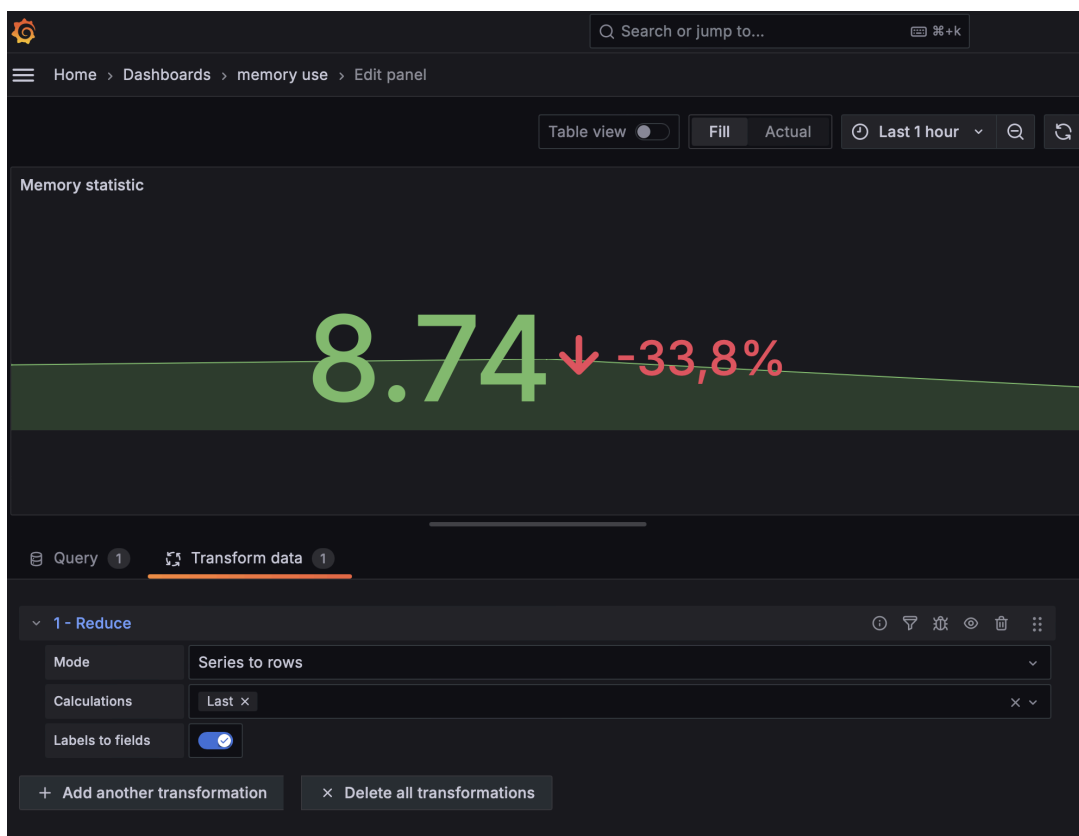 Search or jump to... ⌘+k
Home › Dashboards › memory use › Edit panel
Table view Fill Actual Last 1 hour
Memory statistic
8.74 -33,8%
Query 1 Transform data 1
1 - Reduce
Mode Series to rows
Calculations Last ×
Labels to fields
+ Add another transformation × Delete all transformations